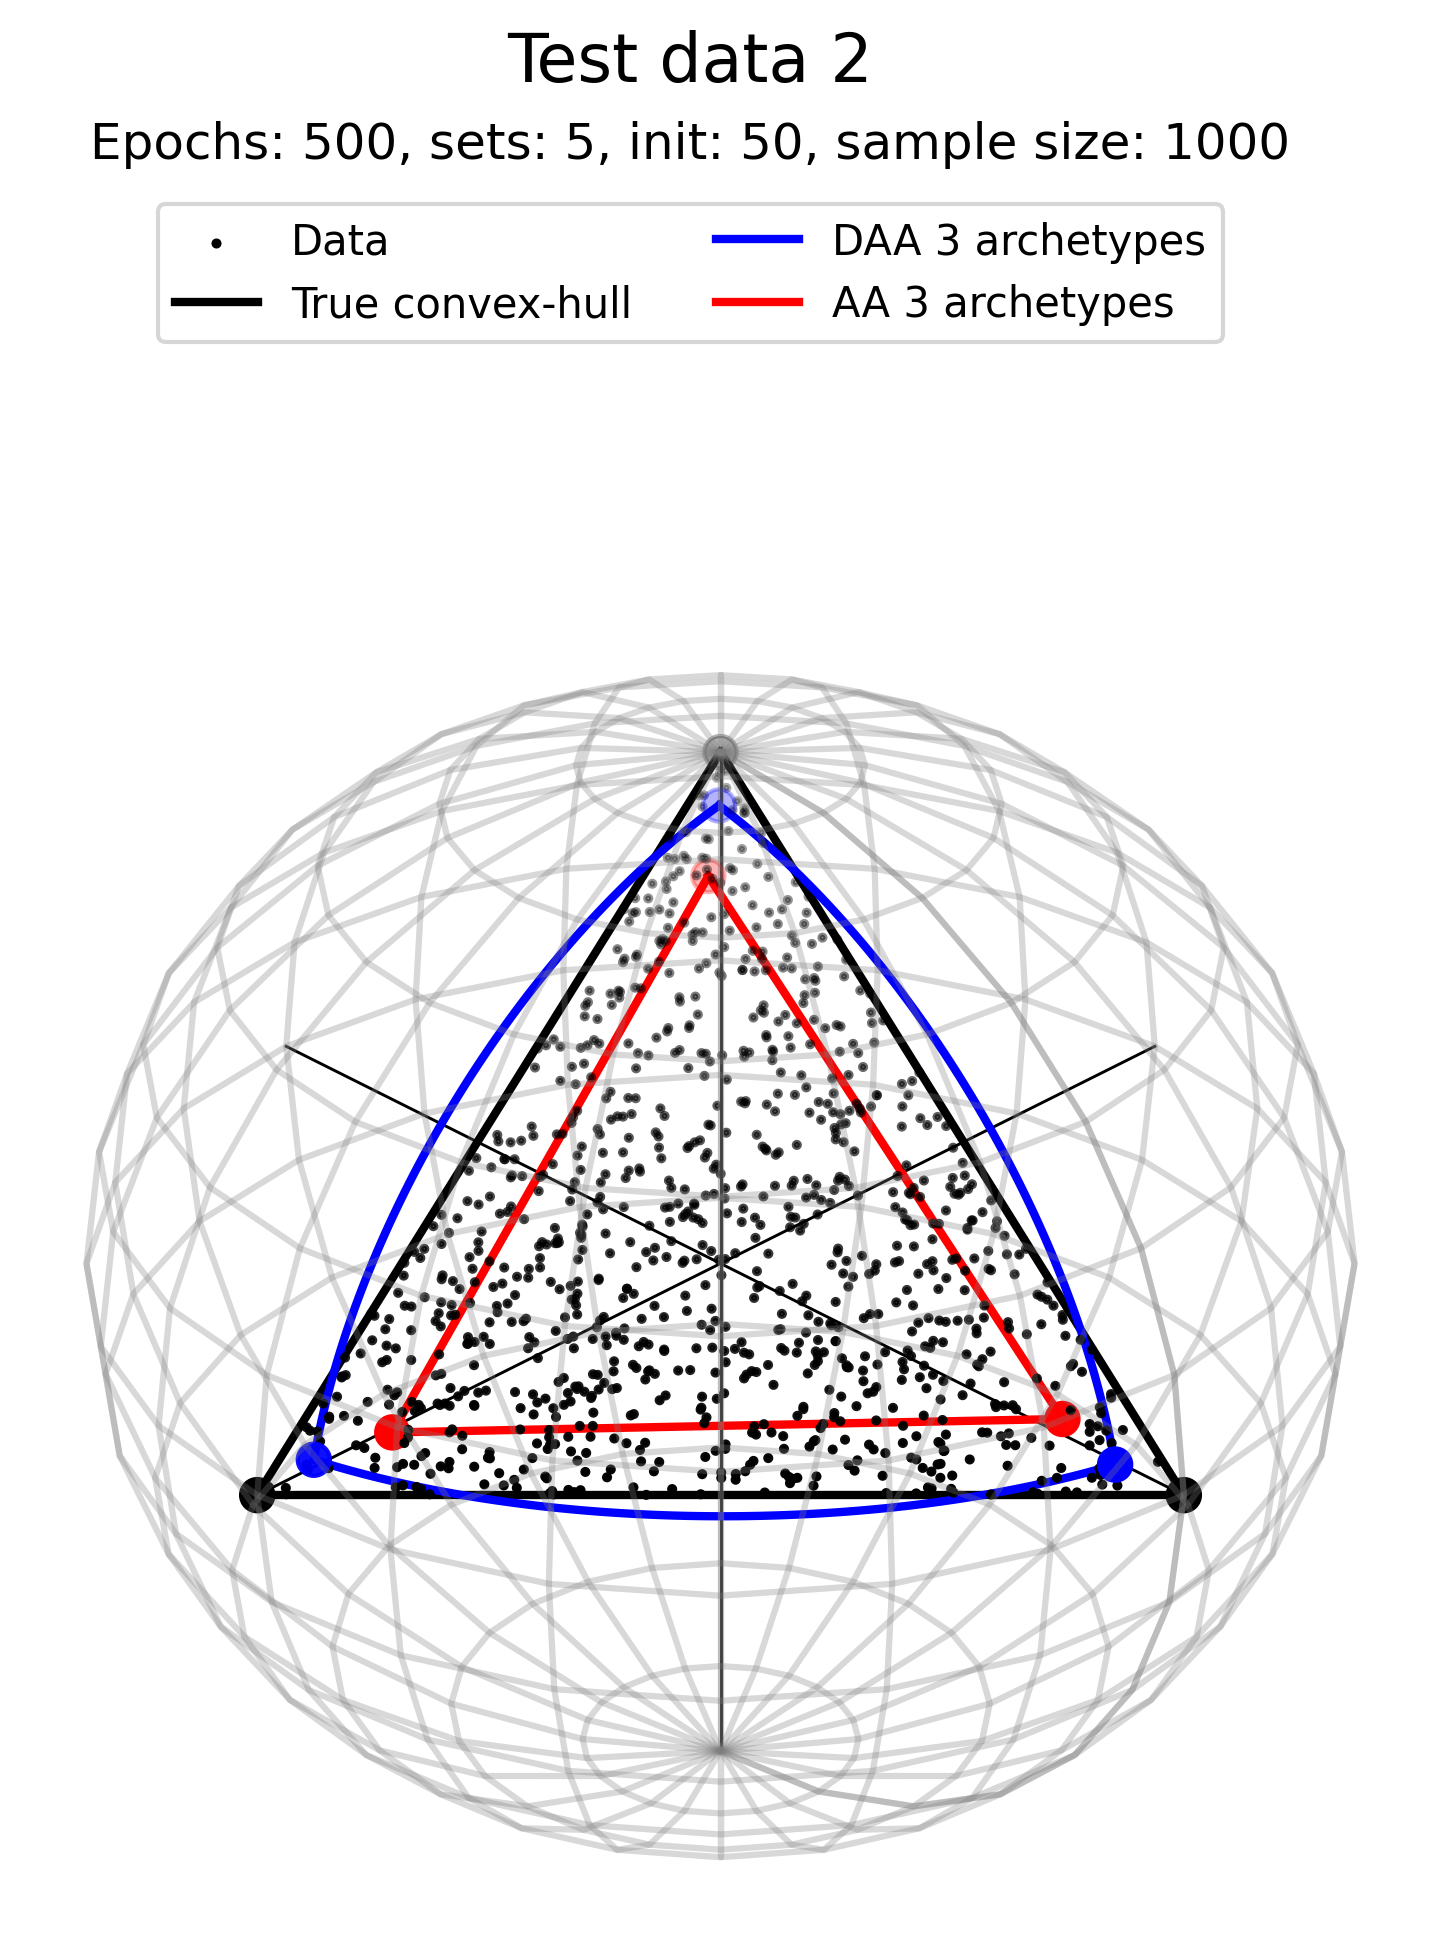 Test data 2
Epochs: 500, sets: 5, init: 50, sample size: 1000
Data
True convex-hull
DAA 3 archetypes
AA 3 archetypes